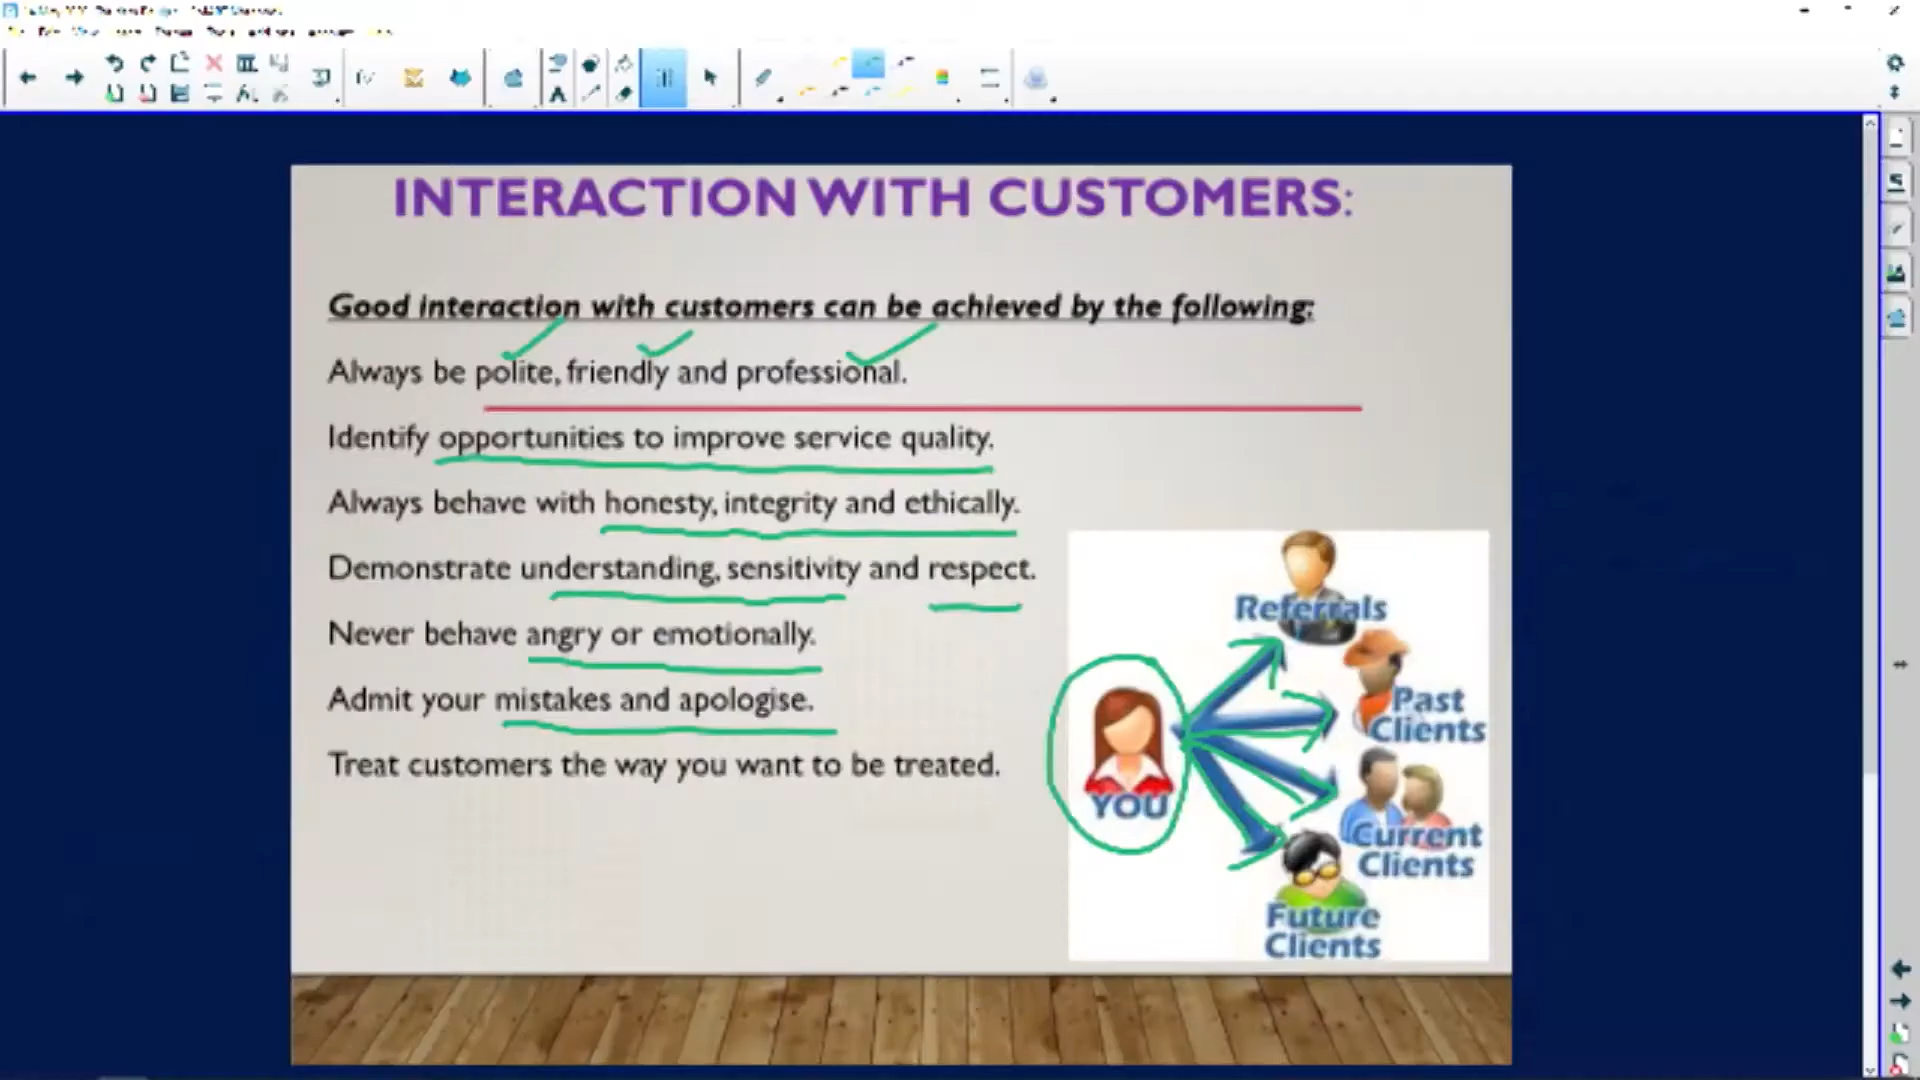 INTERACTION WITH CUSTOMERS:
Good interaction with customers can be achieved by the following:
Always be polite, friendly and professional.
Identify opportunities to improve service quality.
Always behave with honesty, integrity and ethically.
Demonstrate understanding, sensitivity and respect.
Never behave angry or emotionally.
Admit your mistakes and apologise.
Treat customers the way you want to be treated.
Referrals
Past
Clients
YOU
Current
Clients
Future
Clients